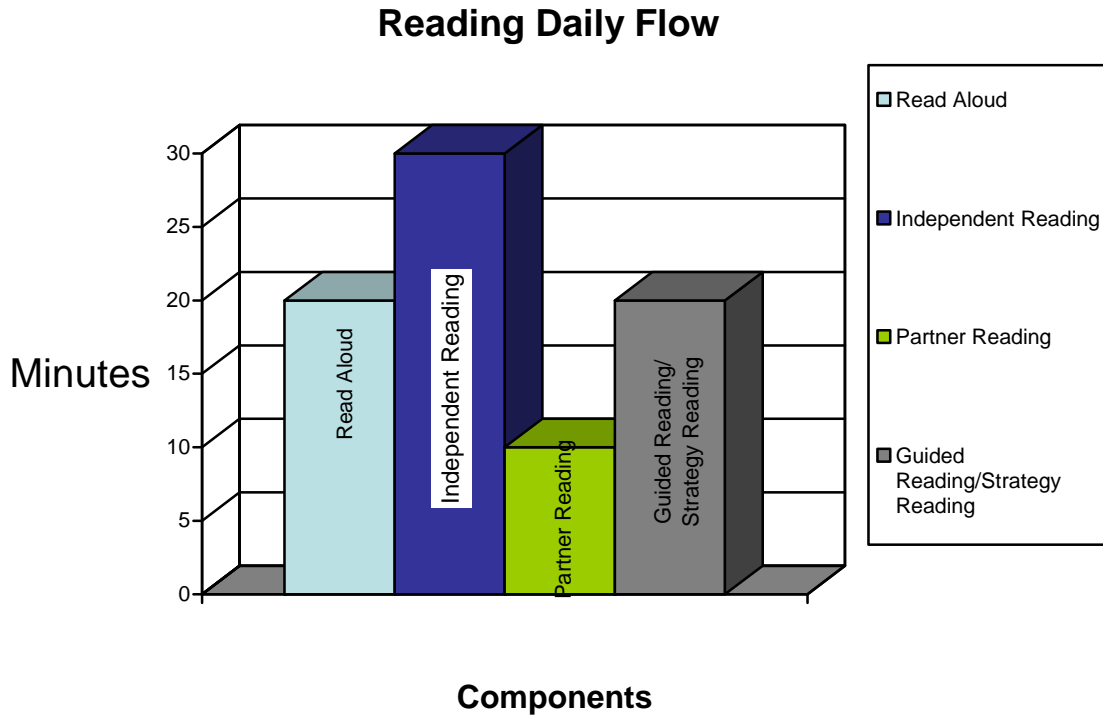 Reading Daily Flow
Minutes
30
25
20
15
10
5
0
Read Aloud
Independent Reading
Partner Reading
Guided Reading/
Strategy Reading
Components
Read Aloud
Independent Reading
Partner Reading
Guided
Reading/Strategy
Reading